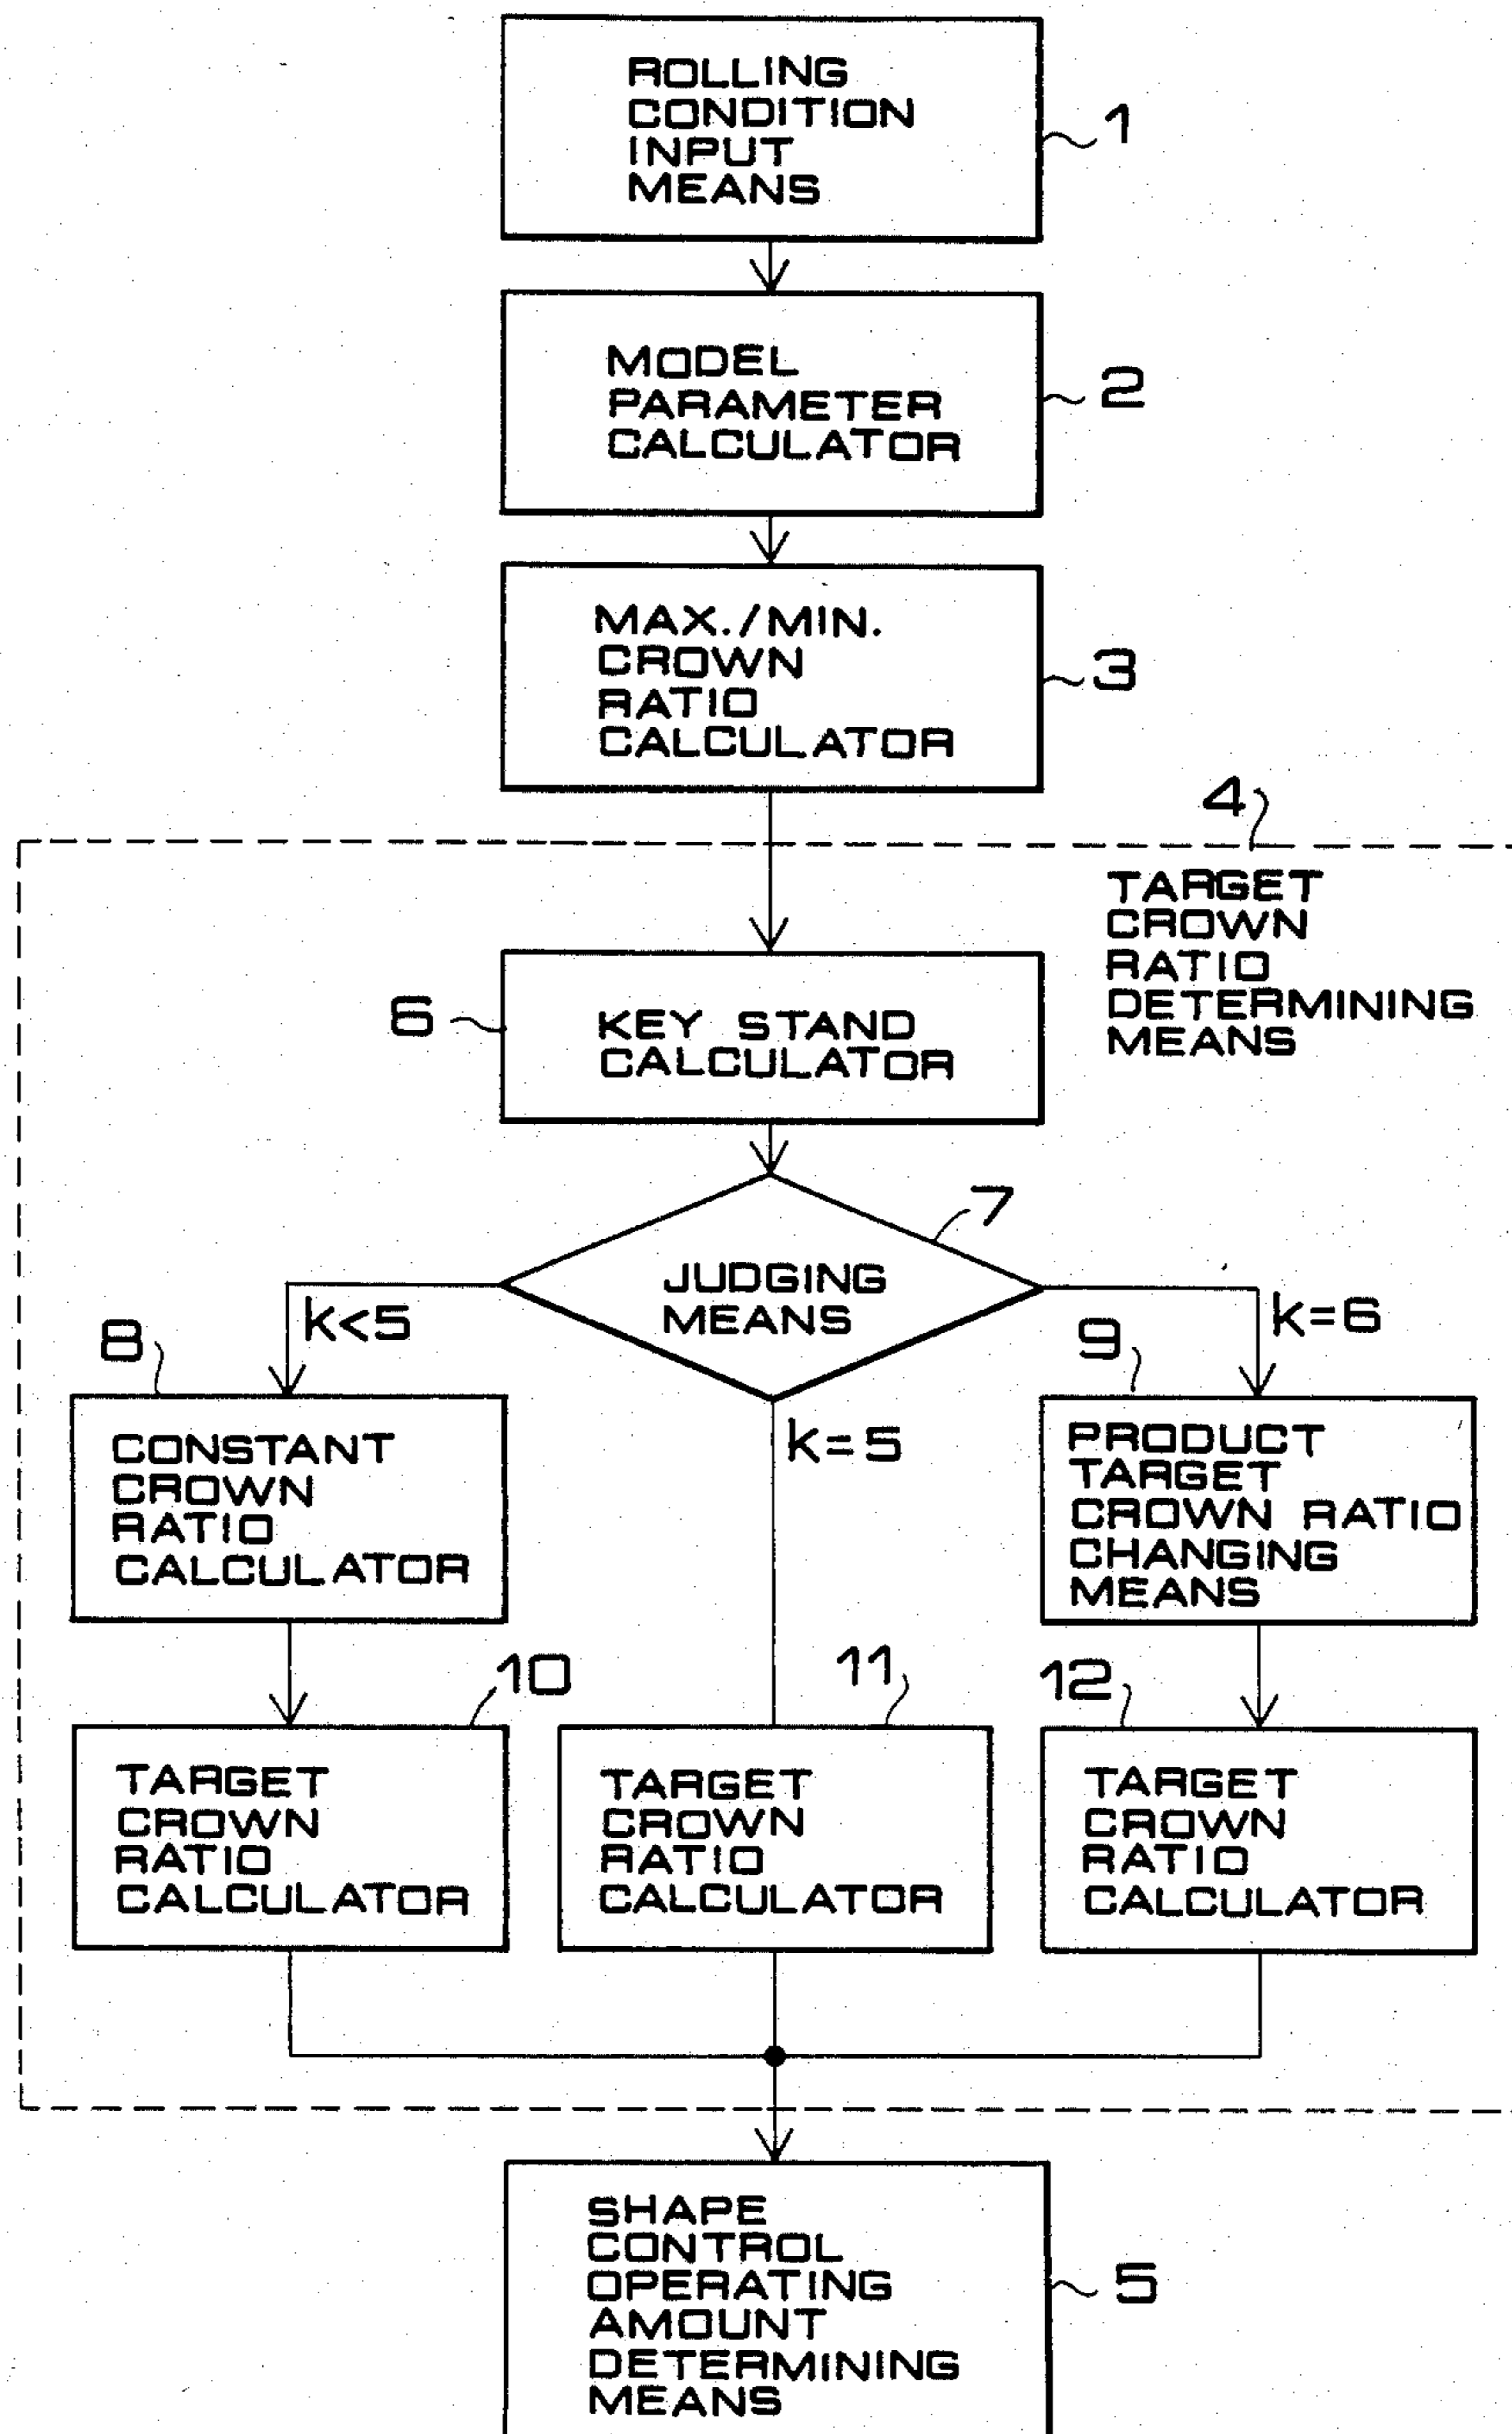 ROLLING
CONDITION
INPUT
MEANS
1
MODEL
PARAMETER
CALCULATOR
2
MAX./MIN.
CROWN
RATIO
CALCULATOR
3
4
TARGET
CROWN
RATIO
DETERMINING
MEANS
6
KEY STAND
CALCULATOR
7
JUDGING
MEANS
k<5
k=5
k=6
8
CONSTANT
CROWN
RATIO
CALCULATOR
9
PRODUCT
TARGET
CROWN RATIO
CHANGING
MEANS
10
TARGET
CROWN
RATIO
CALCULATOR
11
TARGET
CROWN
RATIO
CALCULATOR
12
TARGET
CROWN
RATIO
CALCULATOR
SHAPE
CONTROL
OPERATING
AMOUNT
DETERMINING
MEANS
5